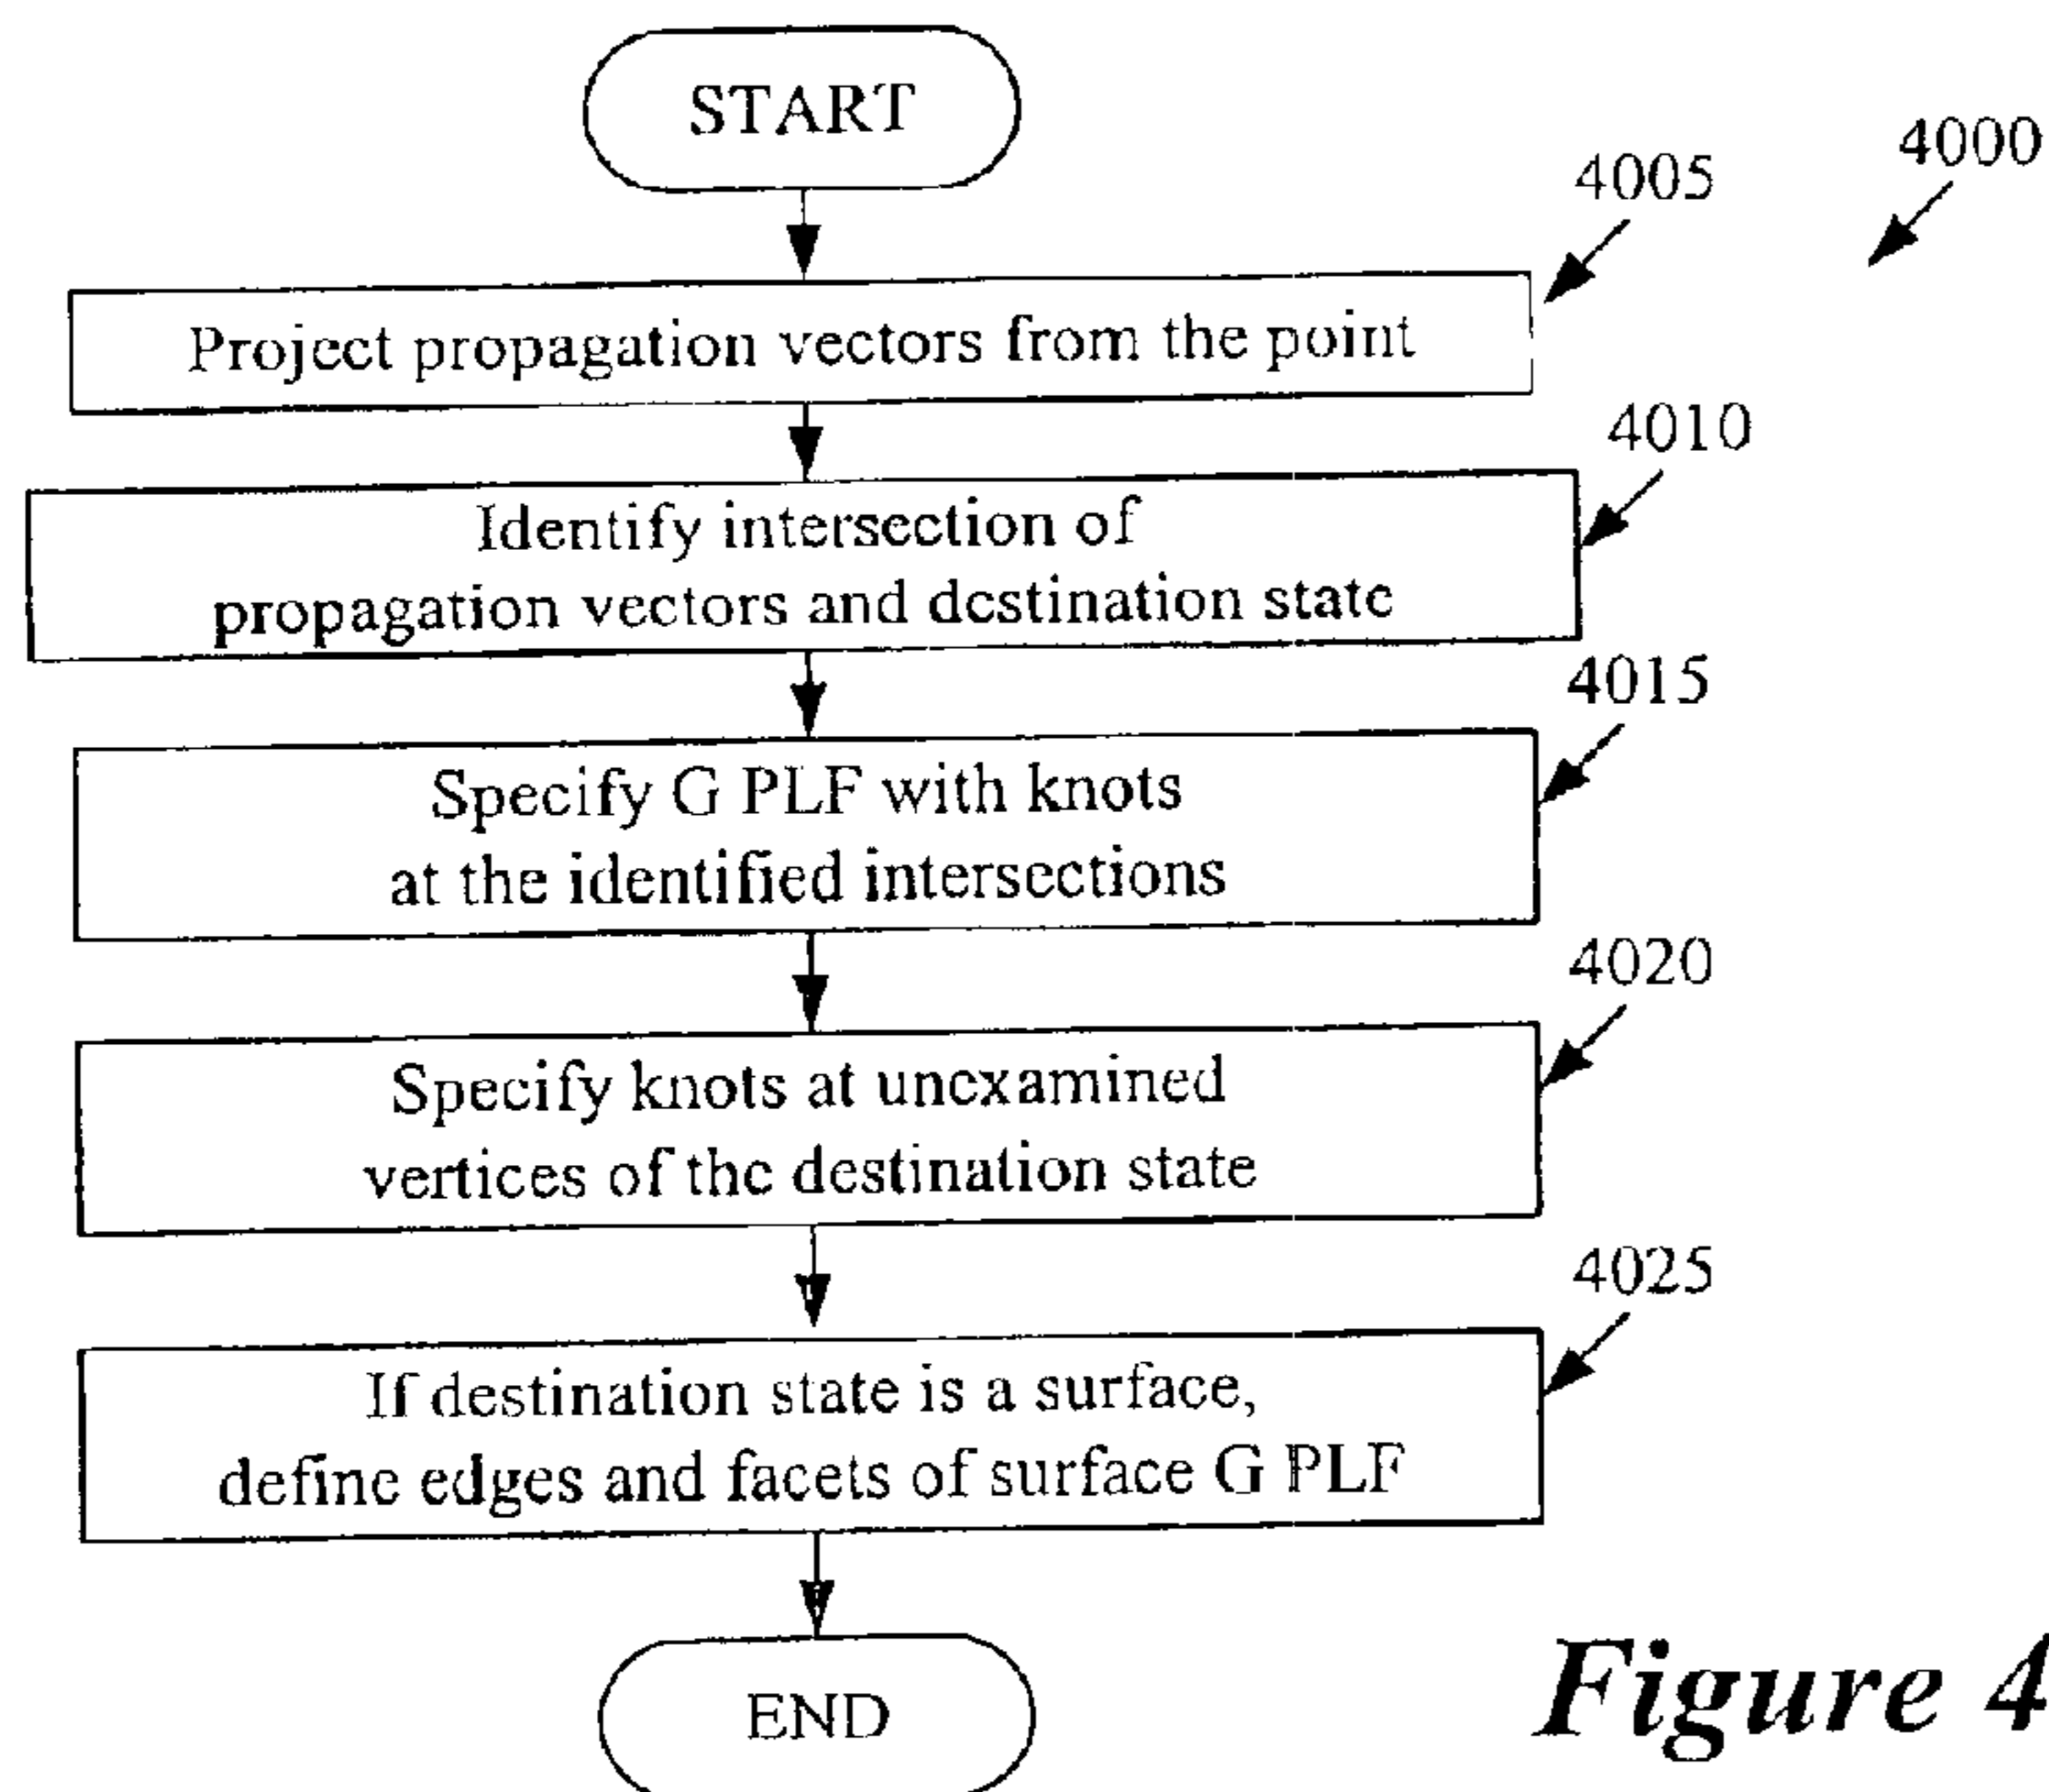 START
4000
4005
Project propagation vectors from the point
4010
Identify intersection of
propagation vectors and destination state
4015
Specify G PLF with knots
at the identified intersections
4020
Specify knots at unexamined
vertices of the destination state
4025
If destination state is a surface,
define edges and facets of surface G PLF
END
Figure 4